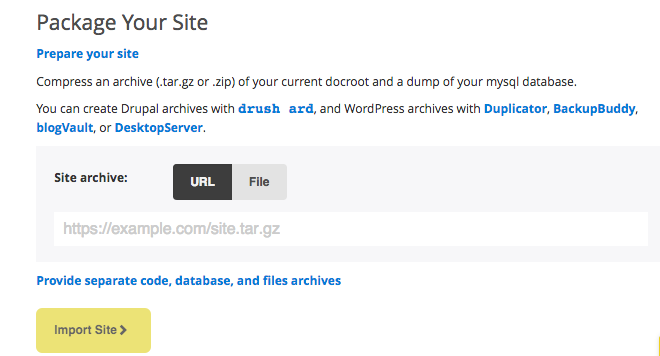 Package Your Site
Prepare your site
Compress an archive (.tar.gz or .zip) of your current docroot and a dump of your mysql database.
You can create Drupal archives with drush ard, and WordPress archives with Duplicator, BackupBuddy,
blogVault, or DesktopServer.
Site archive: URL File
https://example.com/site.tar.gz
Provide separate code, database, and files archives
Import Site